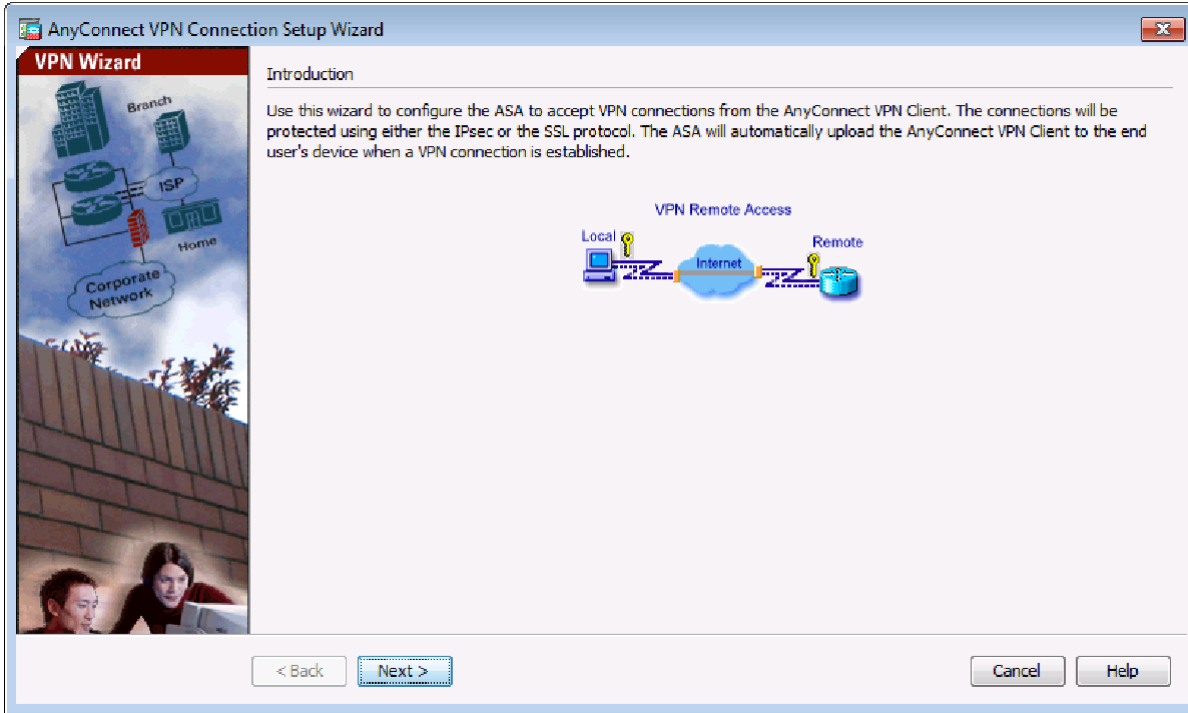 AnyConnect VPN Connection Setup Wizard
VPN Wizard
Branch
ISP
Home
Corporate
Network
Introduction
Use this wizard to configure the ASA to accept VPN connections from the AnyConnect VPN Client. The connections will be
protected using either the IPsec or the SSL protocol. The ASA will automatically upload the AnyConnect VPN Client to the end
user's device when a VPN connection is established.
VPN Remote Access
Local
Internet
Remote
< Back
Next >
Cancel
Help